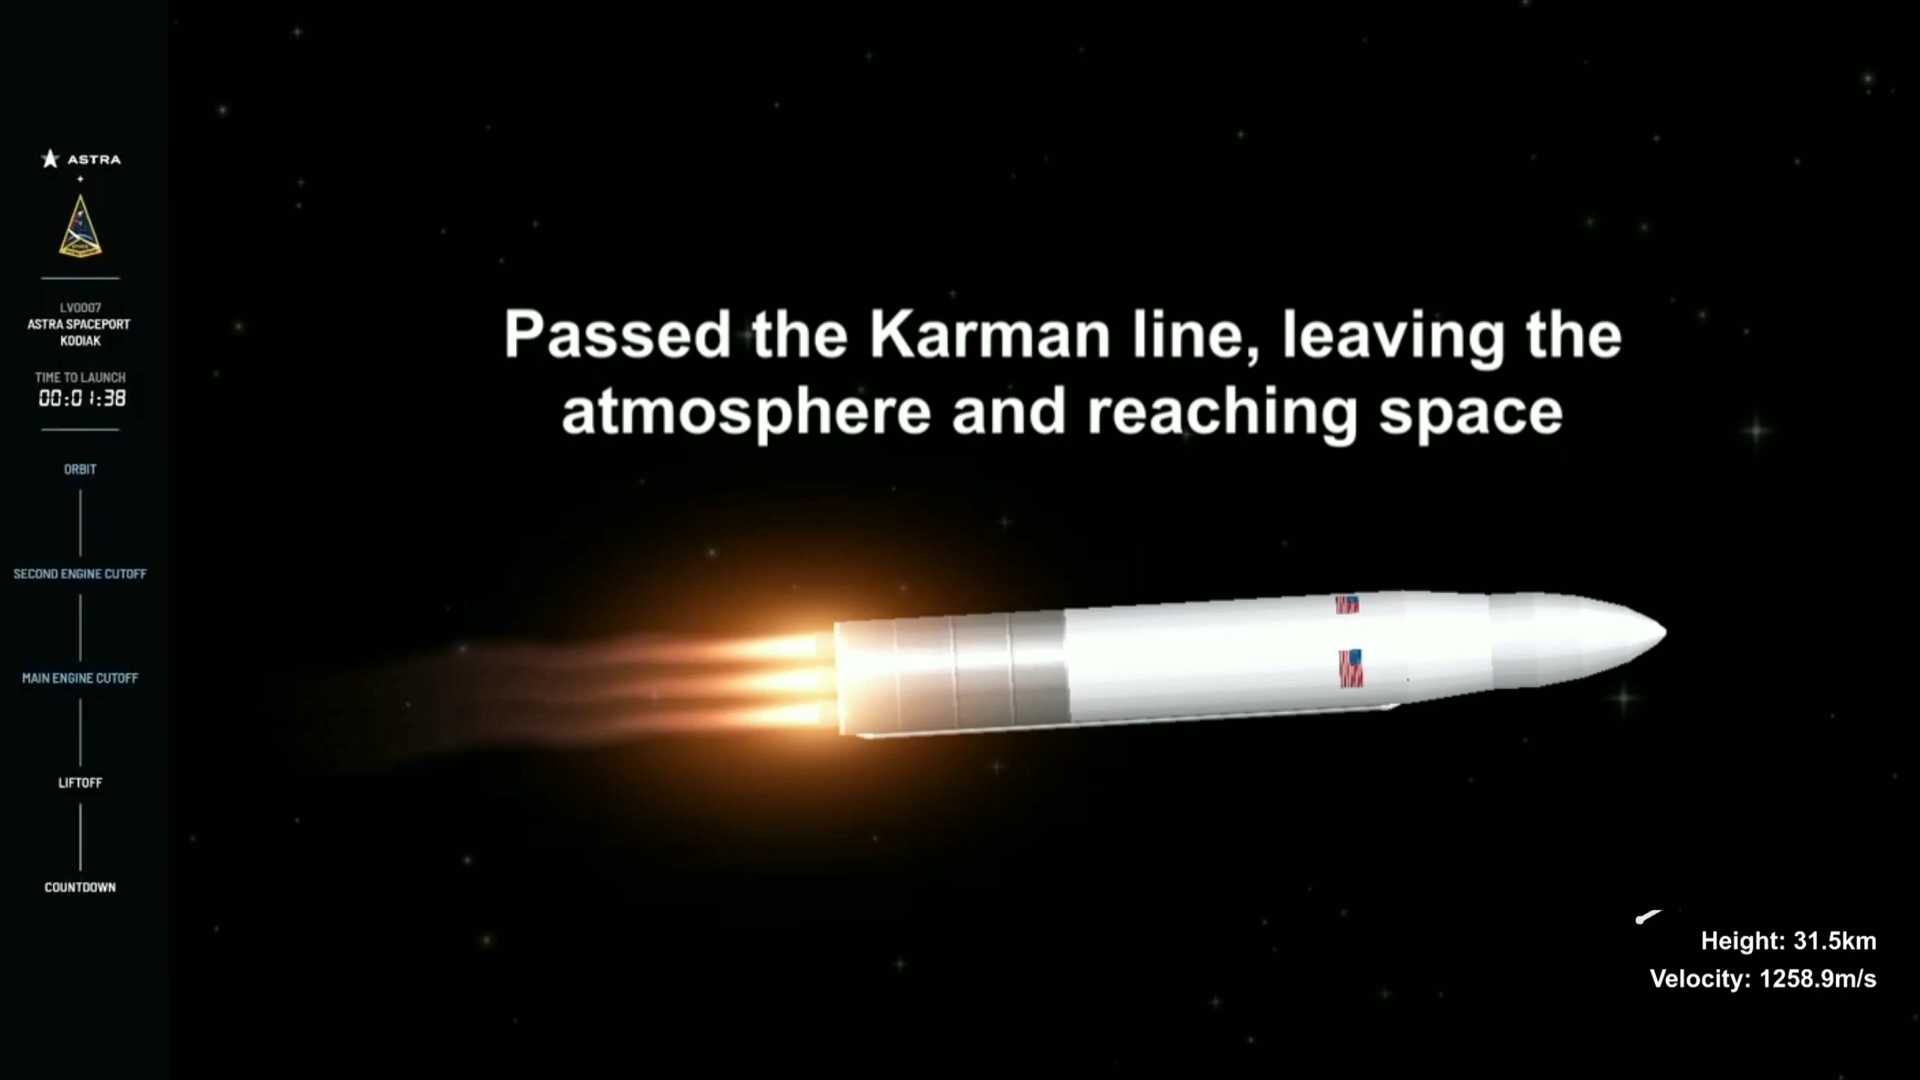 ASTRA
+
LV0007
ASTRA SPACEPORT
KODIAK
TIME TO LAUNCH
00:01:38
ORBIT
SECOND ENGINE CUTOFF
MAIN ENGINE CUTOFF
LIFTOFF
COUNTDOWN
Passed the Karman line, leaving the
atmosphere and reaching space
Height: 31.5km
Velocity: 1258.9m/s